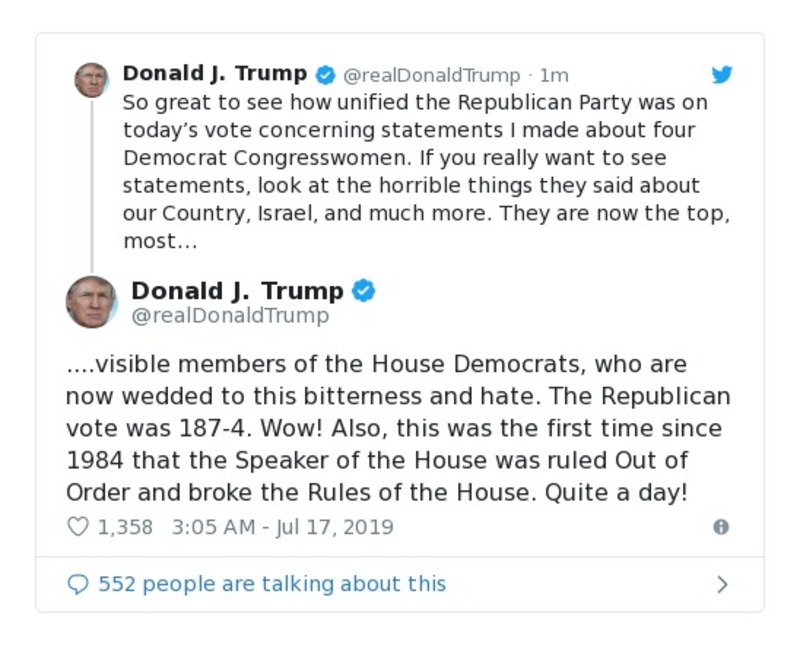 Donald J. Trump @realDonaldTrump · 1m
So great to see how unified the Republican Party was on
today’s vote concerning statements I made about four
Democrat Congresswomen. If you really want to see
statements, look at the horrible things they said about
our Country, Israel, and much more. They are now the top,
most…
Donald J. Trump
@realDonaldTrump
....visible members of the House Democrats, who are
now wedded to this bitterness and hate. The Republican
vote was 187-4. Wow! Also, this was the first time since
1984 that the Speaker of the House was ruled Out of
Order and broke the Rules of the House. Quite a day!
1,358 3:05 AM - Jul 17, 2019
552 people are talking about this